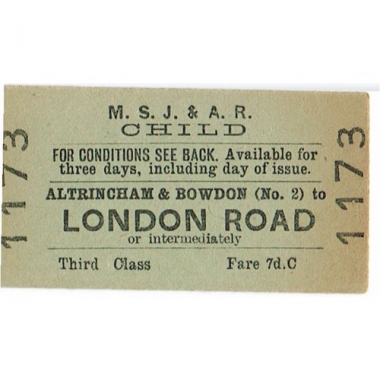 M. S. J. & A. R.
CHILD
FOR CONDITIONS SEE BACK. Available for
three days, including day of issue.
ALTRINCHAM & BOWDON (No. 2) to
LONDON ROAD
or intermediately
Third Class Fare 7d.C
1173
1173